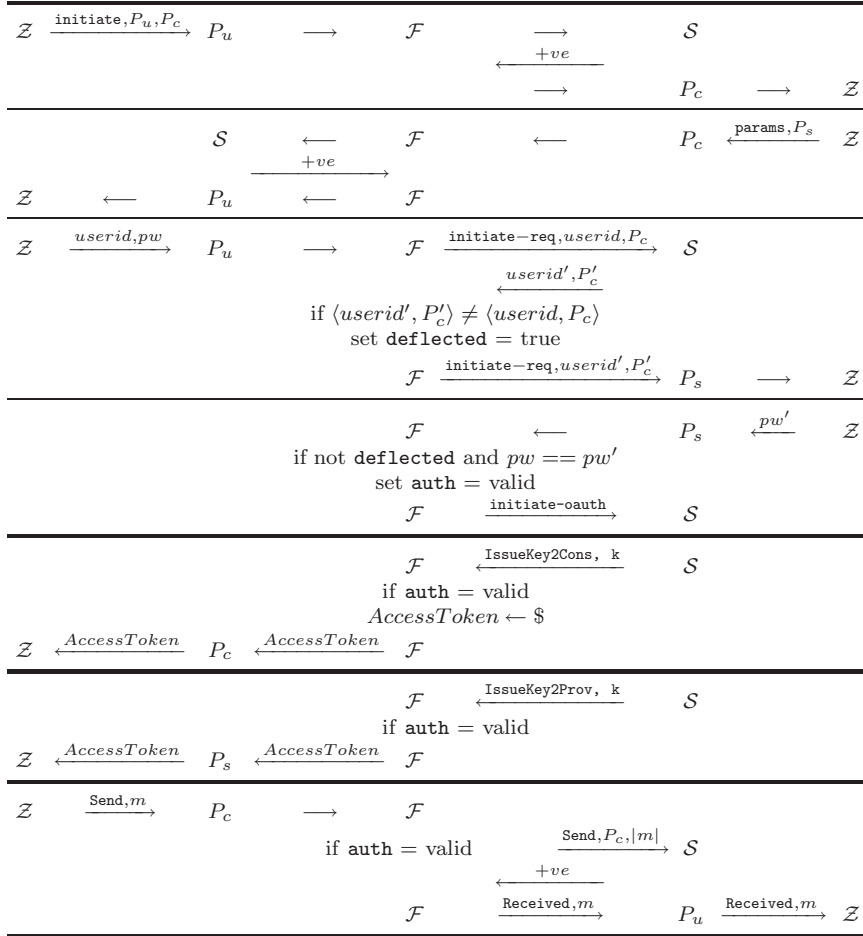 Z initiate,P_u,P_c → P_u → F → S
← +ve
→ P_c → Z
S ← F ← P_c ← params,P_s Z
+ve →
Z ← P_u ← F
Z userid,pw → P_u → F initiate−req,userid,P_c → S
← userid′,P′_c
if ⟨userid′, P′_c⟩ ≠ ⟨userid, P_c⟩
set deflected = true
F initiate−req,userid′,P′_c → P_s → Z
F ← P_s ← pw′ Z
if not deflected and pw == pw′
set auth = valid
F initiate-oauth → S
F ← IssueKey2Cons, k S
if auth = valid
AccessToken ← $
Z ← AccessToken P_c ← AccessToken F
F ← IssueKey2Prov, k S
if auth = valid
Z ← AccessToken P_s ← AccessToken F
Z Send,m → P_c → F
if auth = valid Send,P_c,|m| → S
← +ve
F Received,m → P_u Received,m → Z